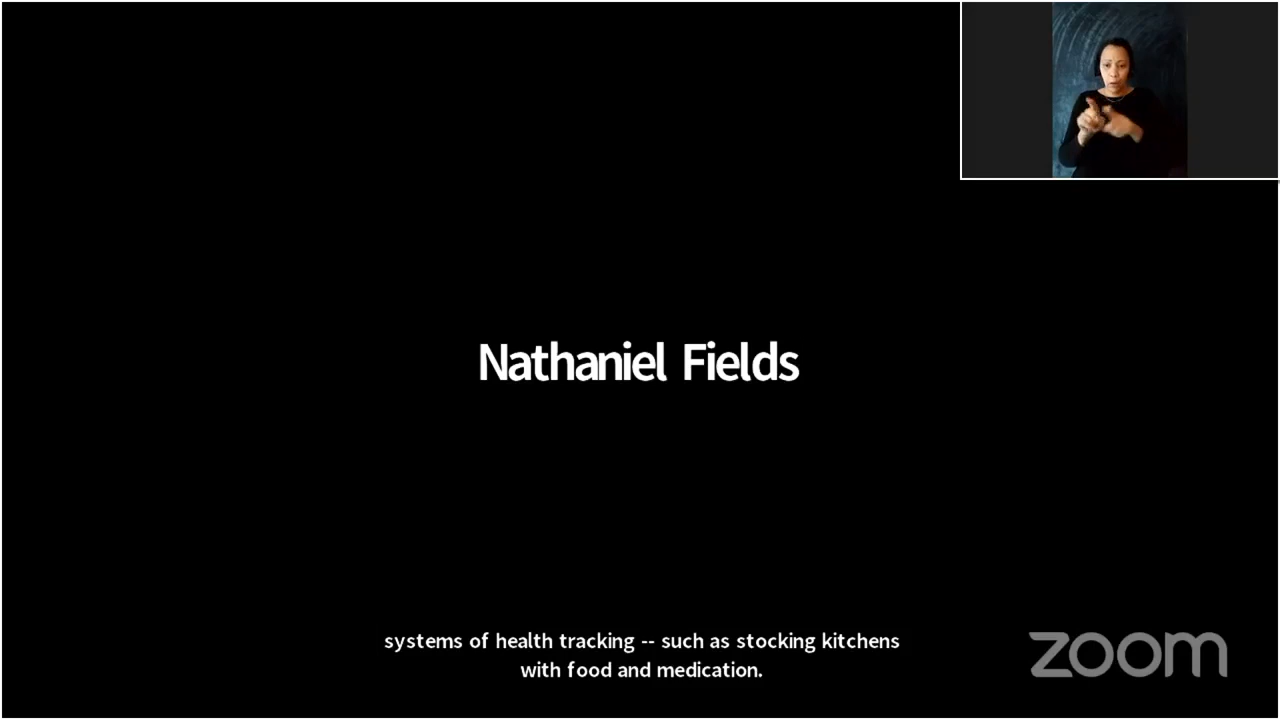 Nathaniel Fields
systems of health tracking -- such as stocking kitchens
with food and medication.
zoom